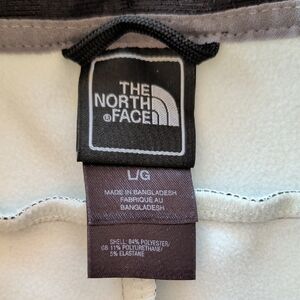 THE
NORTH
FACE
®
L/G
MADE IN BANGLADESH
FABRIQUÉ AU
BANGLADESH
SHELL: 84% POLYESTER/
11% POLYURETHANE/
5% ELASTANE